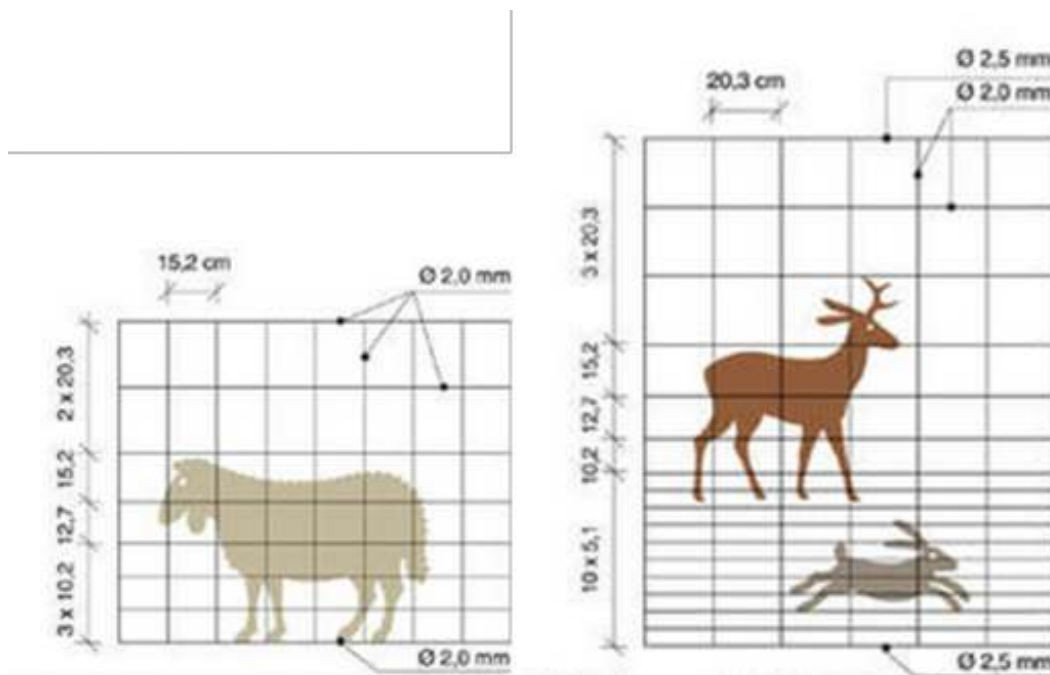 15,2 cm
Ø 2,0 mm
2 x 20,3
15,2
12,7
3 x 10,2
Ø 2,0 mm
20,3 cm
Ø 2,5 mm
Ø 2,0 mm
3 x 20,3
15,2
12,7
10,2
10 x 5,1
Ø 2,5 mm